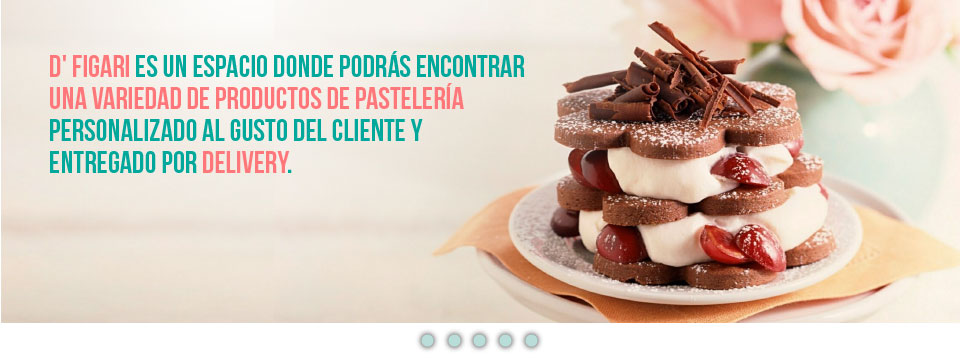 D' FIGARI ES UN ESPACIO DONDE PODRÁS ENCONTRAR
UNA VARIEDAD DE PRODUCTOS DE PASTELERÍA
PERSONALIZADO AL GUSTO DEL CLIENTE Y
ENTREGADO POR DELIVERY.